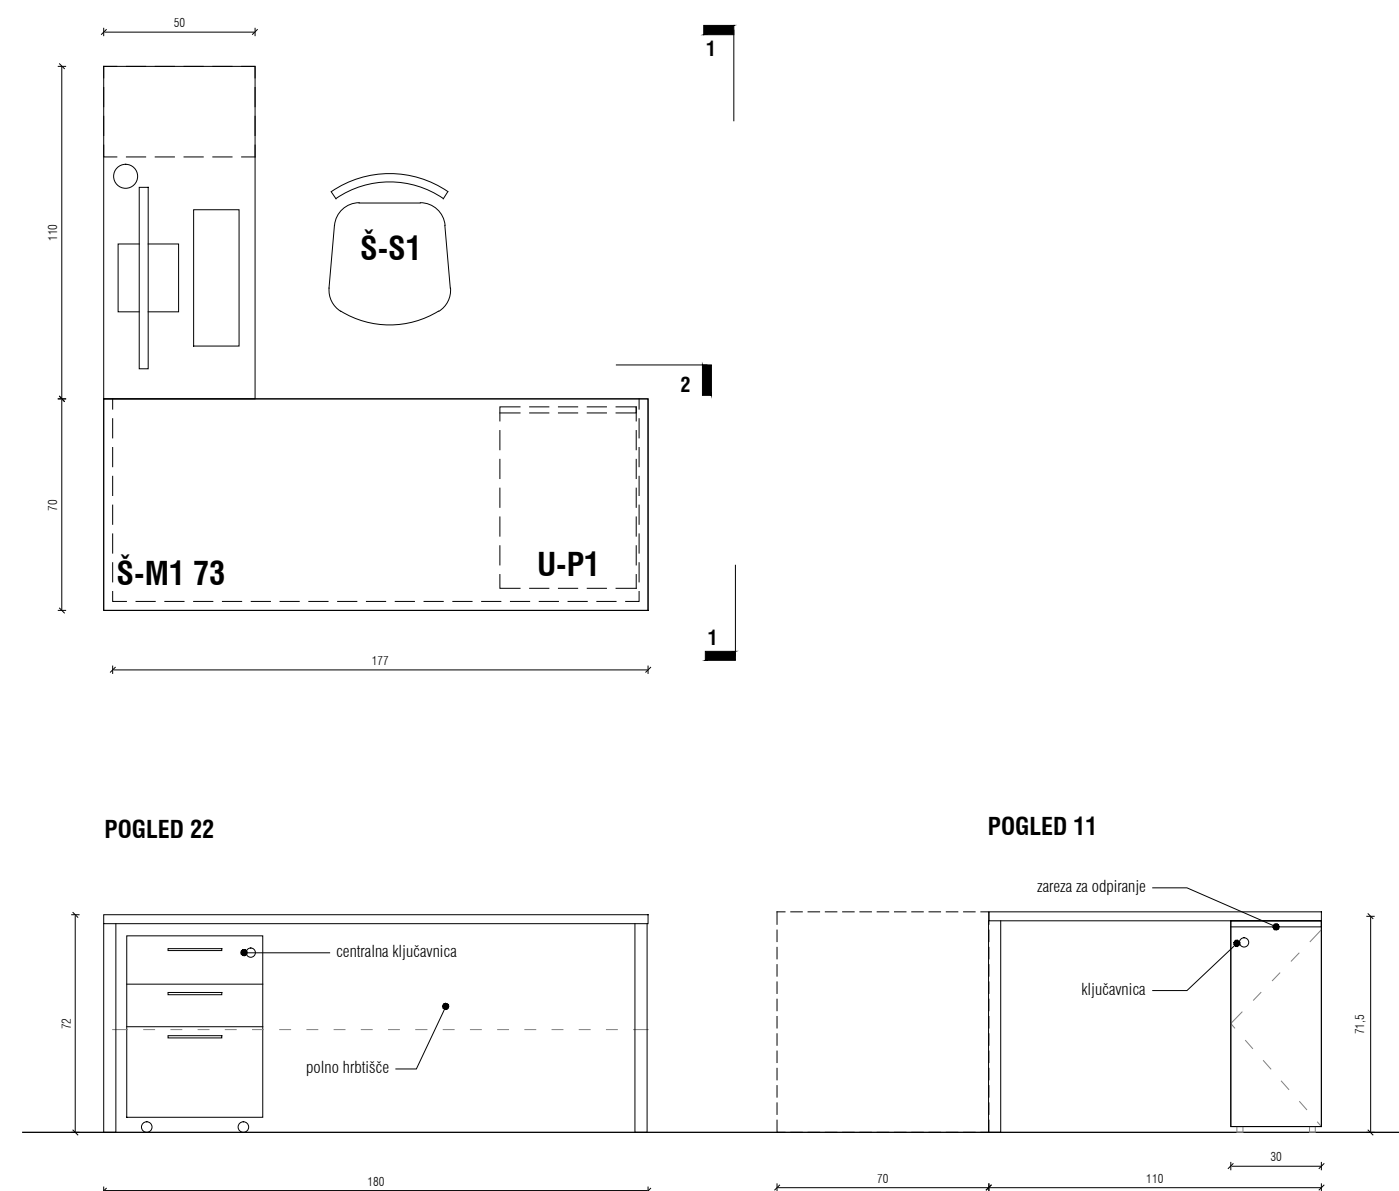 50
1
110
Š-S1
2
70
Š-M1 73
U-P1
1
177
POGLED 22
POGLED 11
zareza za odpiranje
centralna ključavnica
ključavnica
72
71,5
polno hrbtišče
30
180
70
110